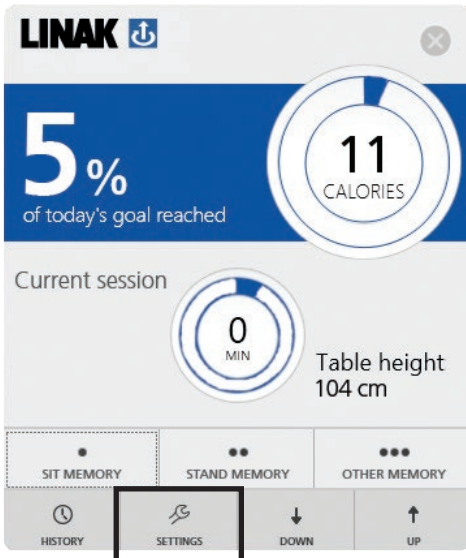 LINAK
5%
of today's goal reached
11
CALORIES
Current session
0
MIN
Table height
104 cm
SIT MEMORY
STAND MEMORY
OTHER MEMORY
HISTORY
SETTINGS
DOWN
UP